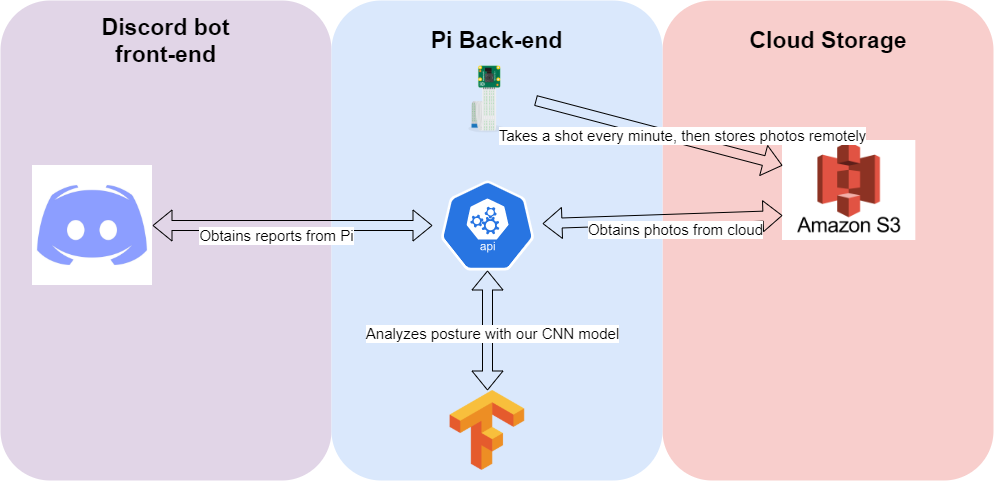 Discord bot
front-end
Pi Back-end
Cloud Storage
Takes a shot every minute, then stores photos remotely
Amazon S3
Obtains reports from Pi
api
Obtains photos from cloud
Analyzes posture with our CNN model